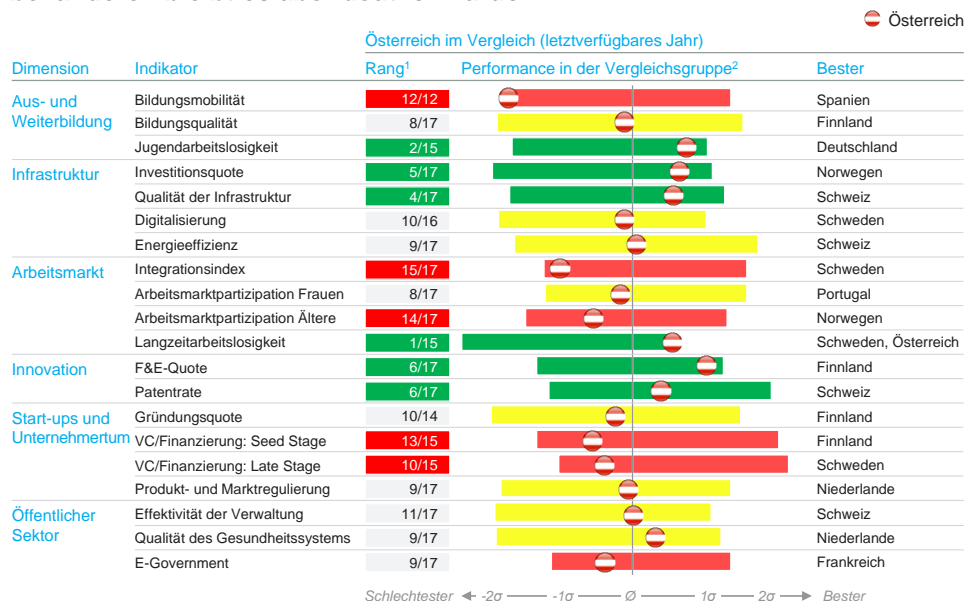 Österreich
Österreich im Vergleich (letztverfügbares Jahr)
Dimension Indikator Rang1 Performance in der Vergleichsgruppe2 Bester
Aus- und Weiterbildung
Bildungsmobilität 12/12 Spanien
Bildungsqualität 8/17 Finnland
Jugendarbeitslosigkeit 2/15 Deutschland
Infrastruktur Investitionsquote 5/17 Norwegen
Qualität der Infrastruktur 4/17 Schweiz
Digitalisierung 10/16 Schweden
Energieeffizienz 9/17 Schweiz
Arbeitsmarkt Integrationsindex 15/17 Schweden
Arbeitsmarktpartizipation Frauen 8/17 Portugal
Arbeitsmarktpartizipation Ältere 14/17 Norwegen
Langzeitarbeitslosigkeit 1/15 Schweden, Österreich
Innovation F&E-Quote 6/17 Finnland
Patentrate 6/17 Schweiz
Start-ups und Unternehmertum
Gründungsquote 10/14 Finnland
VC/Finanzierung: Seed Stage 13/15 Finnland
VC/Finanzierung: Late Stage 10/15 Schweden
Produkt- und Marktregulierung 9/17 Niederlande
Öffentlicher Sektor
Effektivität der Verwaltung 11/17 Schweiz
Qualität des Gesundheitssystems 9/17 Niederlande
E-Government 9/17 Frankreich
Schlechtester -2σ -1σ Ø 1σ 2σ Bester